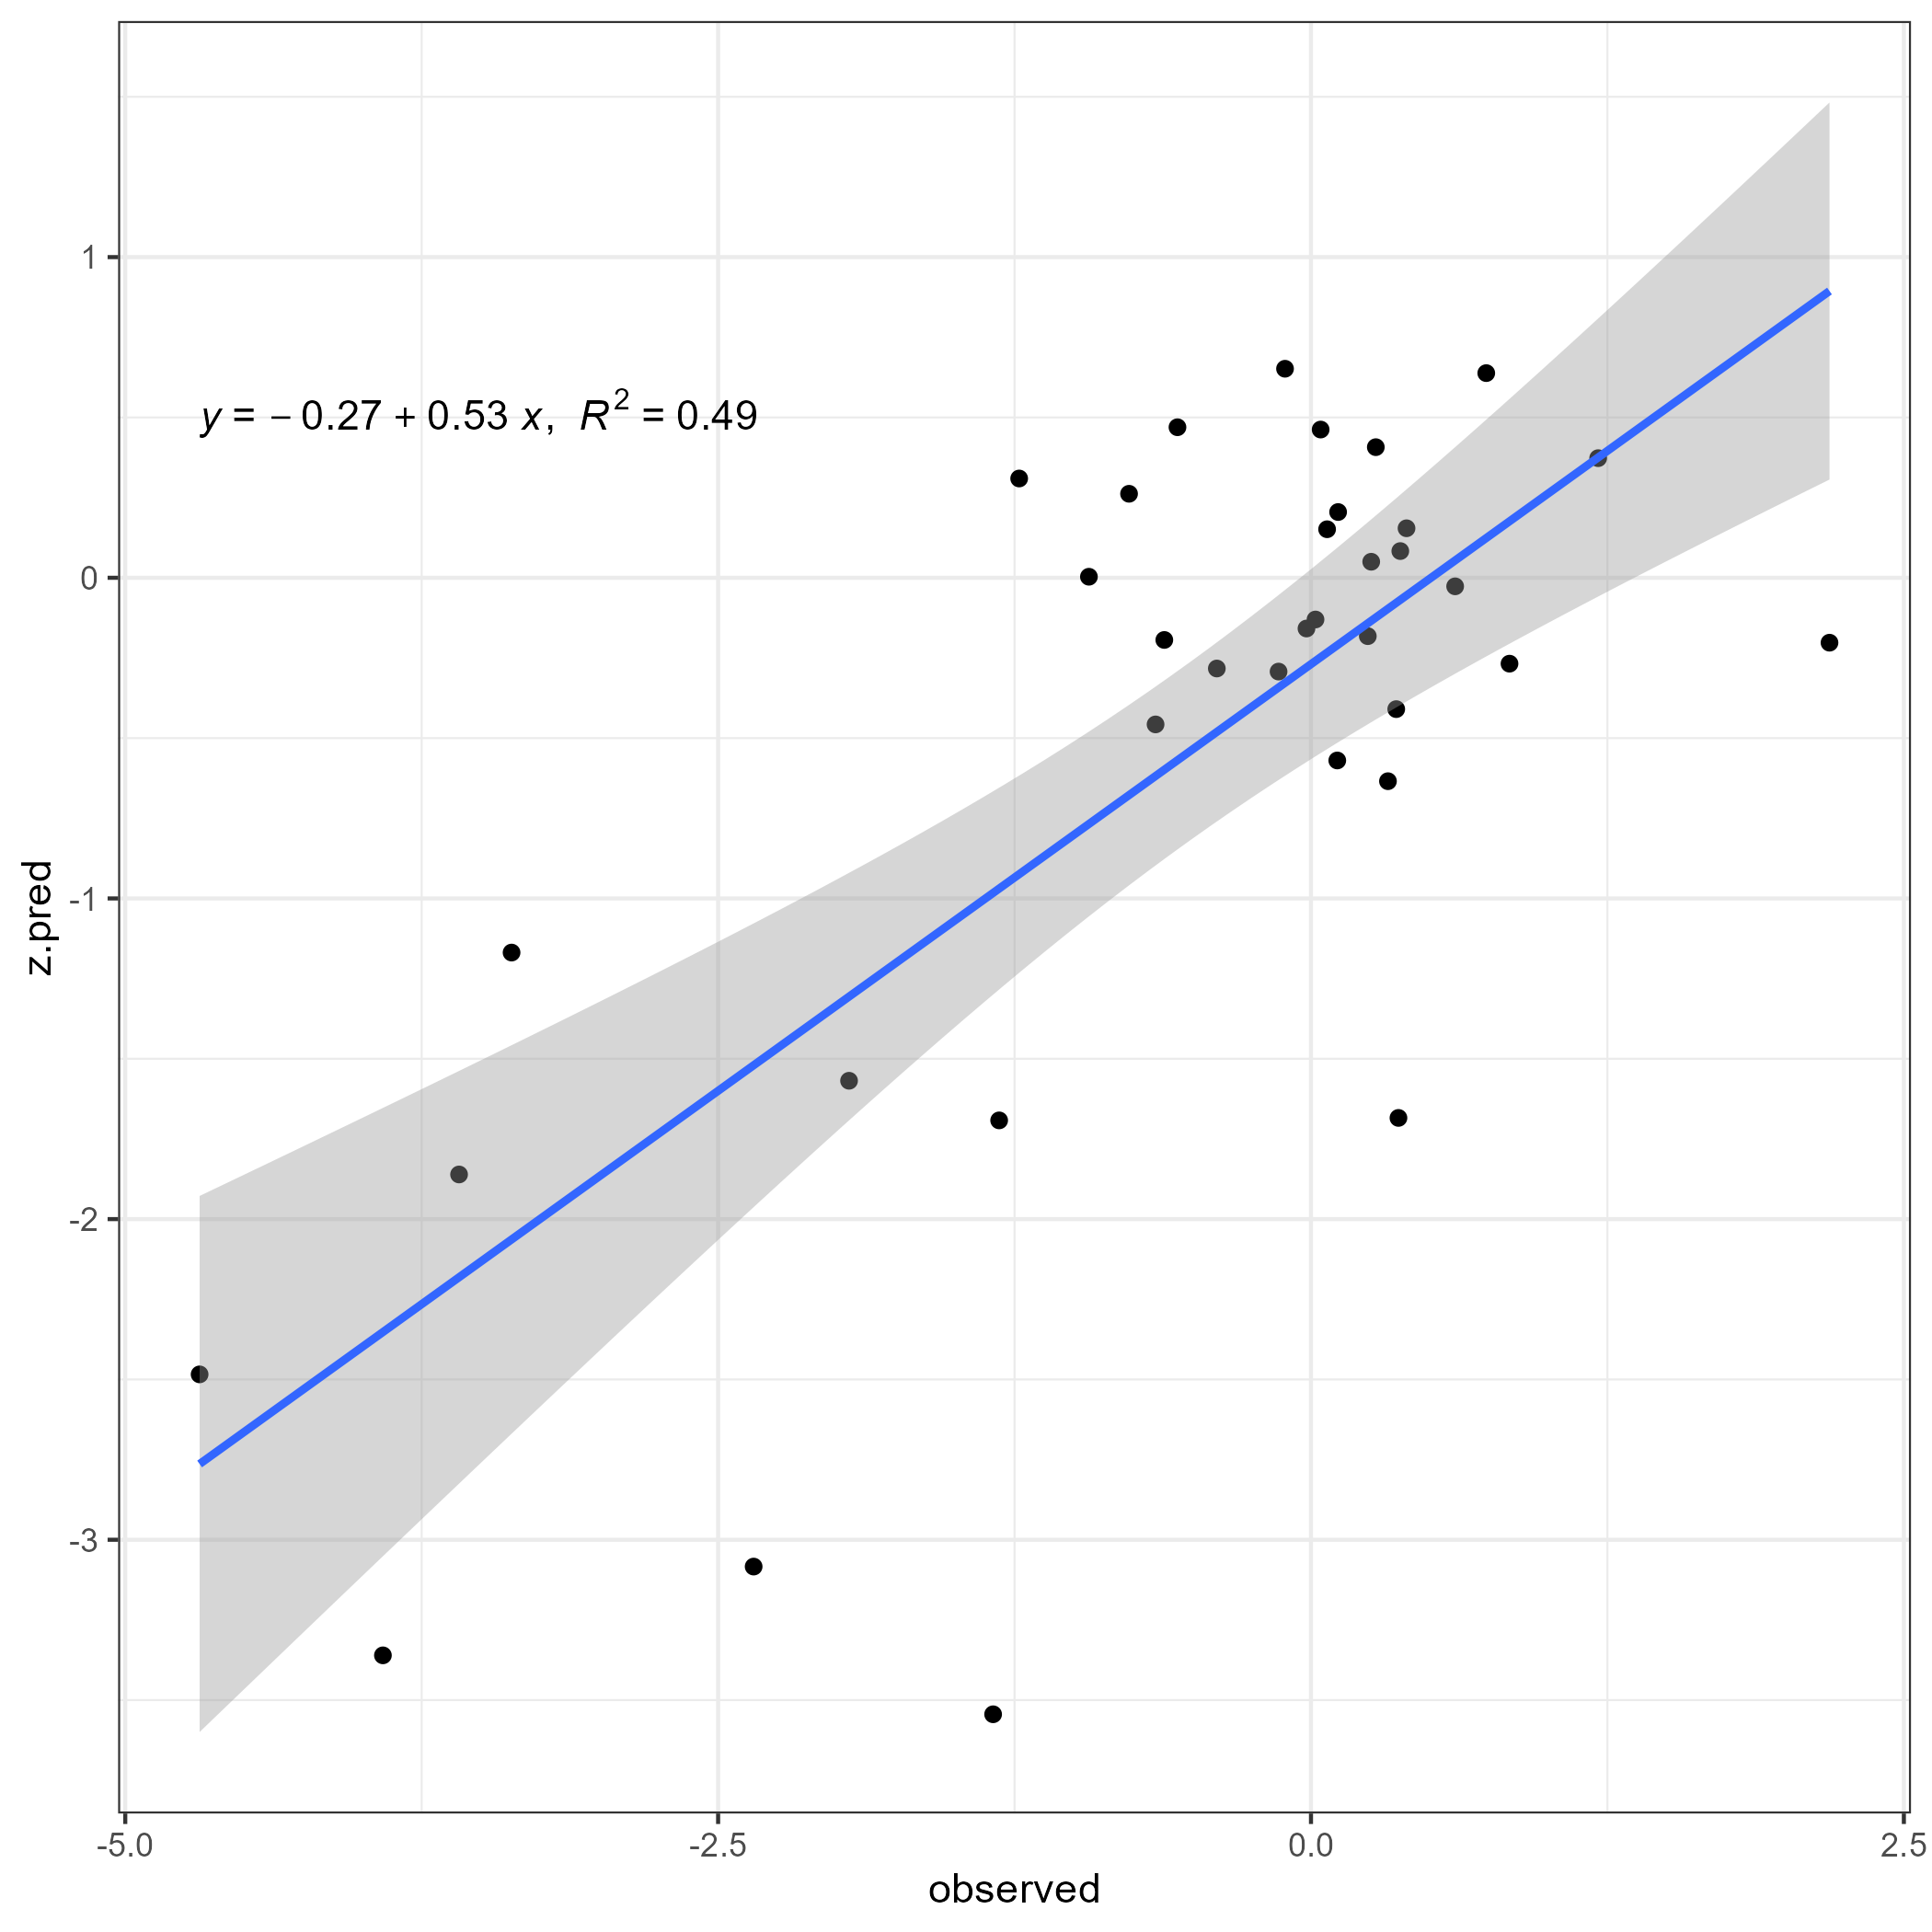 y = − 0.27 + 0.53 x, R² = 0.49
1
0
-1
-2
-3
z.pred
-5.0 -2.5 0.0 2.5
observed